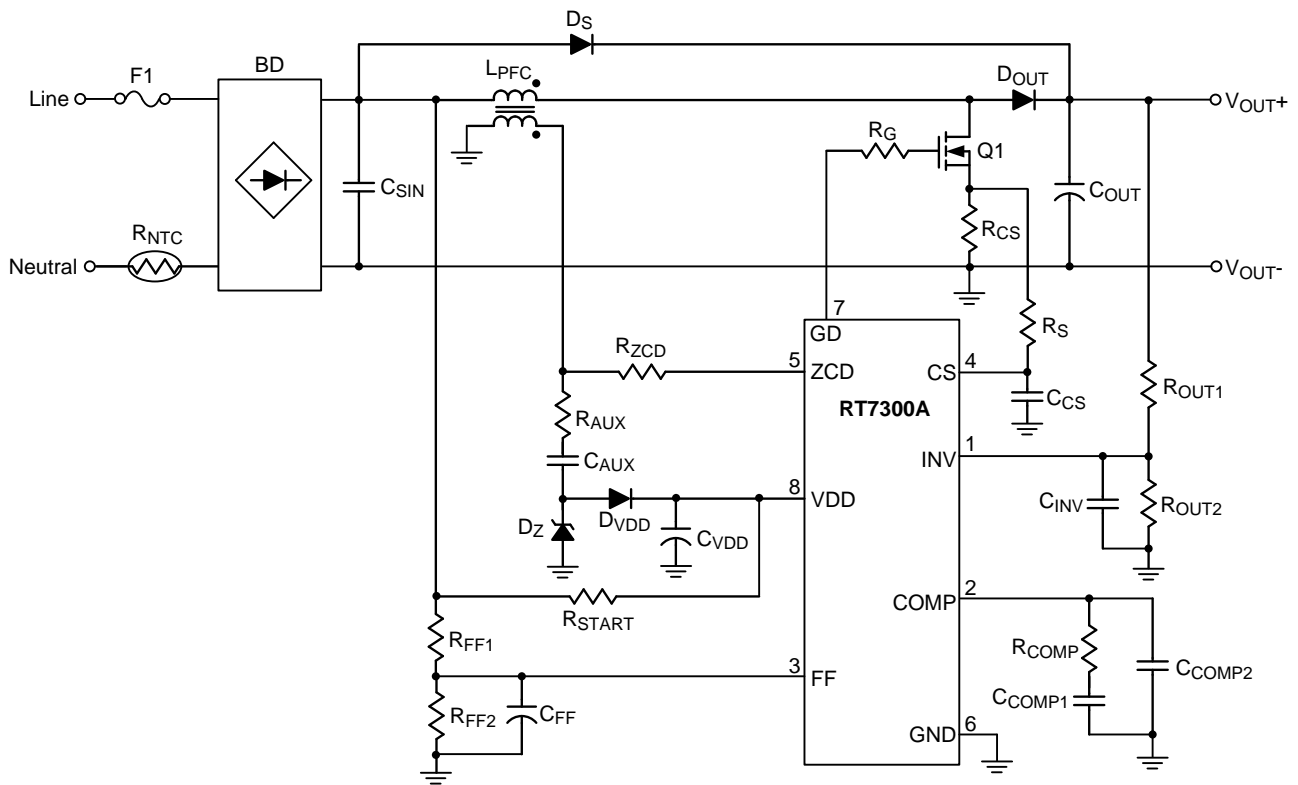 DS
F1
BD
LPFC
DOUT
Line
VOUT+
RG
Q1
CSIN
COUT
RCS
RNTC
Neutral
VOUT-
7
GD
RS
RZCD
5
ZCD
CS
4
RT7300A
CCS
ROUT1
RAUX
CAUX
INV
1
8
VDD
DZ
DVDD
CVDD
CINV
ROUT2
COMP
2
RSTART
RFF1
RCOMP
3
FF
CCOMP2
CCOMP1
RFF2
CFF
GND
6